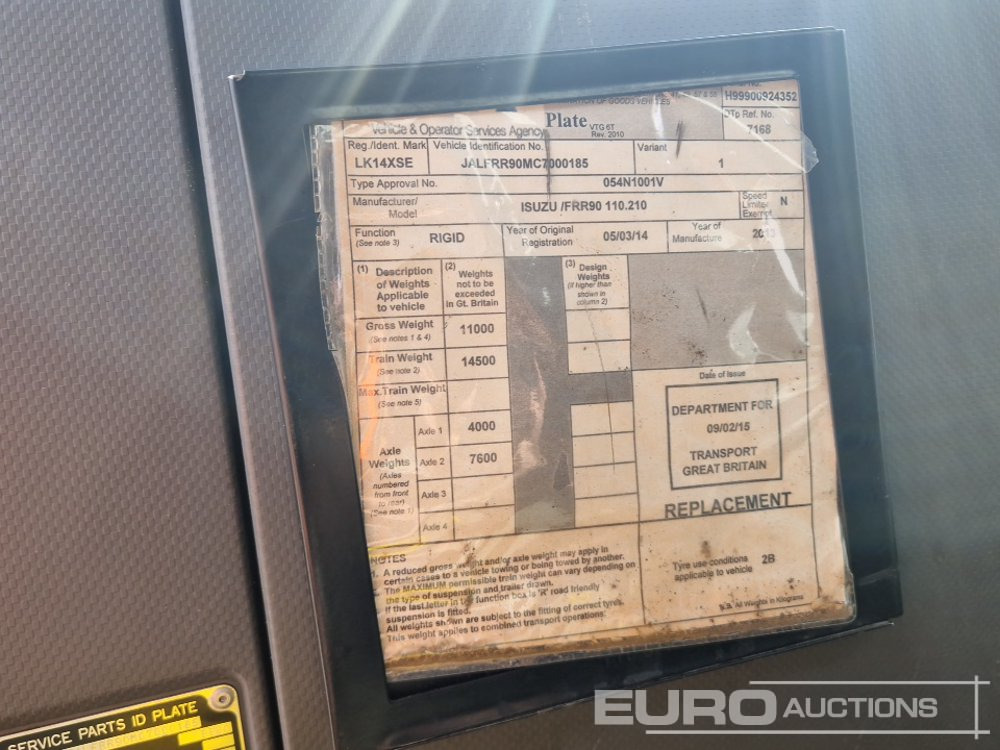 47 & 55
OF GOODS VEHICLES
Plate VTG 6T
Rev. 2010
Vehicle & Operator Services Agency
H99900924352
DTp Ref. No.
7168
Reg./Ident. Mark
LK14XSE
Vehicle Identification No.
JALFRR90MC7000185
Variant
1
Type Approval No. 054N1001V
Manufacturer/
Model
ISUZU /FRR90 110.210
Speed
Limiter
Exempt
N
Function
(See note 3)
RIGID
Year of Original
Registration
05/03/14
Year of
Manufacture
2013
(1) Description
of Weights
Applicable
to vehicle
(2) Weights
not to be
exceeded
in Gt. Britain
(3) Design
Weights
(if higher than
shown in
column 2)
Gross Weight
(See notes 1 & 4)
11000
Train Weight
(See note 2)
14500
Max. Train Weight
(See note 5)
Axle
Weights
(Axles
numbered
from front
to rear)
(See note 1)
Axle 1 4000
Axle 2 7600
Axle 3
Axle 4
Date of Issue
DEPARTMENT FOR
09/02/15
TRANSPORT
GREAT BRITAIN
REPLACEMENT
NOTES
1. A reduced gross weight and/or axle weight may apply in
certain cases to a vehicle towing or being towed by another.
The MAXIMUM permissible train weight can vary depending on
the type of suspension and trailer drawn.
If the last letter in the function box is 'R' road friendly
suspension is fitted.
All weights shown are subject to the fitting of correct tyres.
This weight applies to combined transport operations.
Tyre use conditions
applicable to vehicle
2B
N.B. All Weights in Kilograms
SERVICE PARTS ID PLATE
EURO AUCTIONS